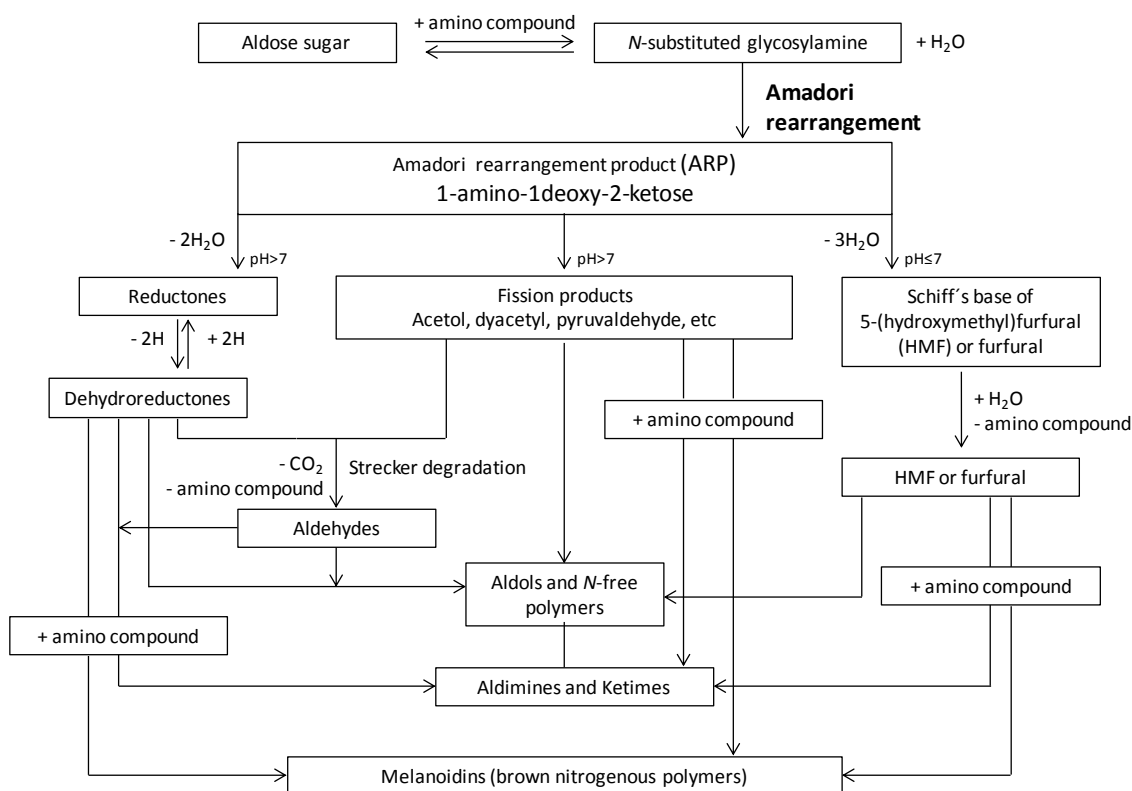 + amino compound
Aldose sugar
N-substituted glycosylamine
+ H₂O
Amadori
rearrangement
Amadori rearrangement product (ARP)
1-amino-1deoxy-2-ketose
- 2H₂O
pH>7
pH>7
- 3H₂O
pH≤7
Reductones
Fission products
Acetol, dyacetyl, pyruvaldehyde, etc
Schiff´s base of
5-(hydroxymethyl)furfural
(HMF) or furfural
- 2H
+ 2H
Dehydroreductones
+ amino compound
+ H₂O
- amino compound
- CO₂
- amino compound
Strecker degradation
HMF or furfural
Aldehydes
Aldols and N-free
polymers
+ amino compound
+ amino compound
Aldimines and Ketimes
Melanoidins (brown nitrogenous polymers)